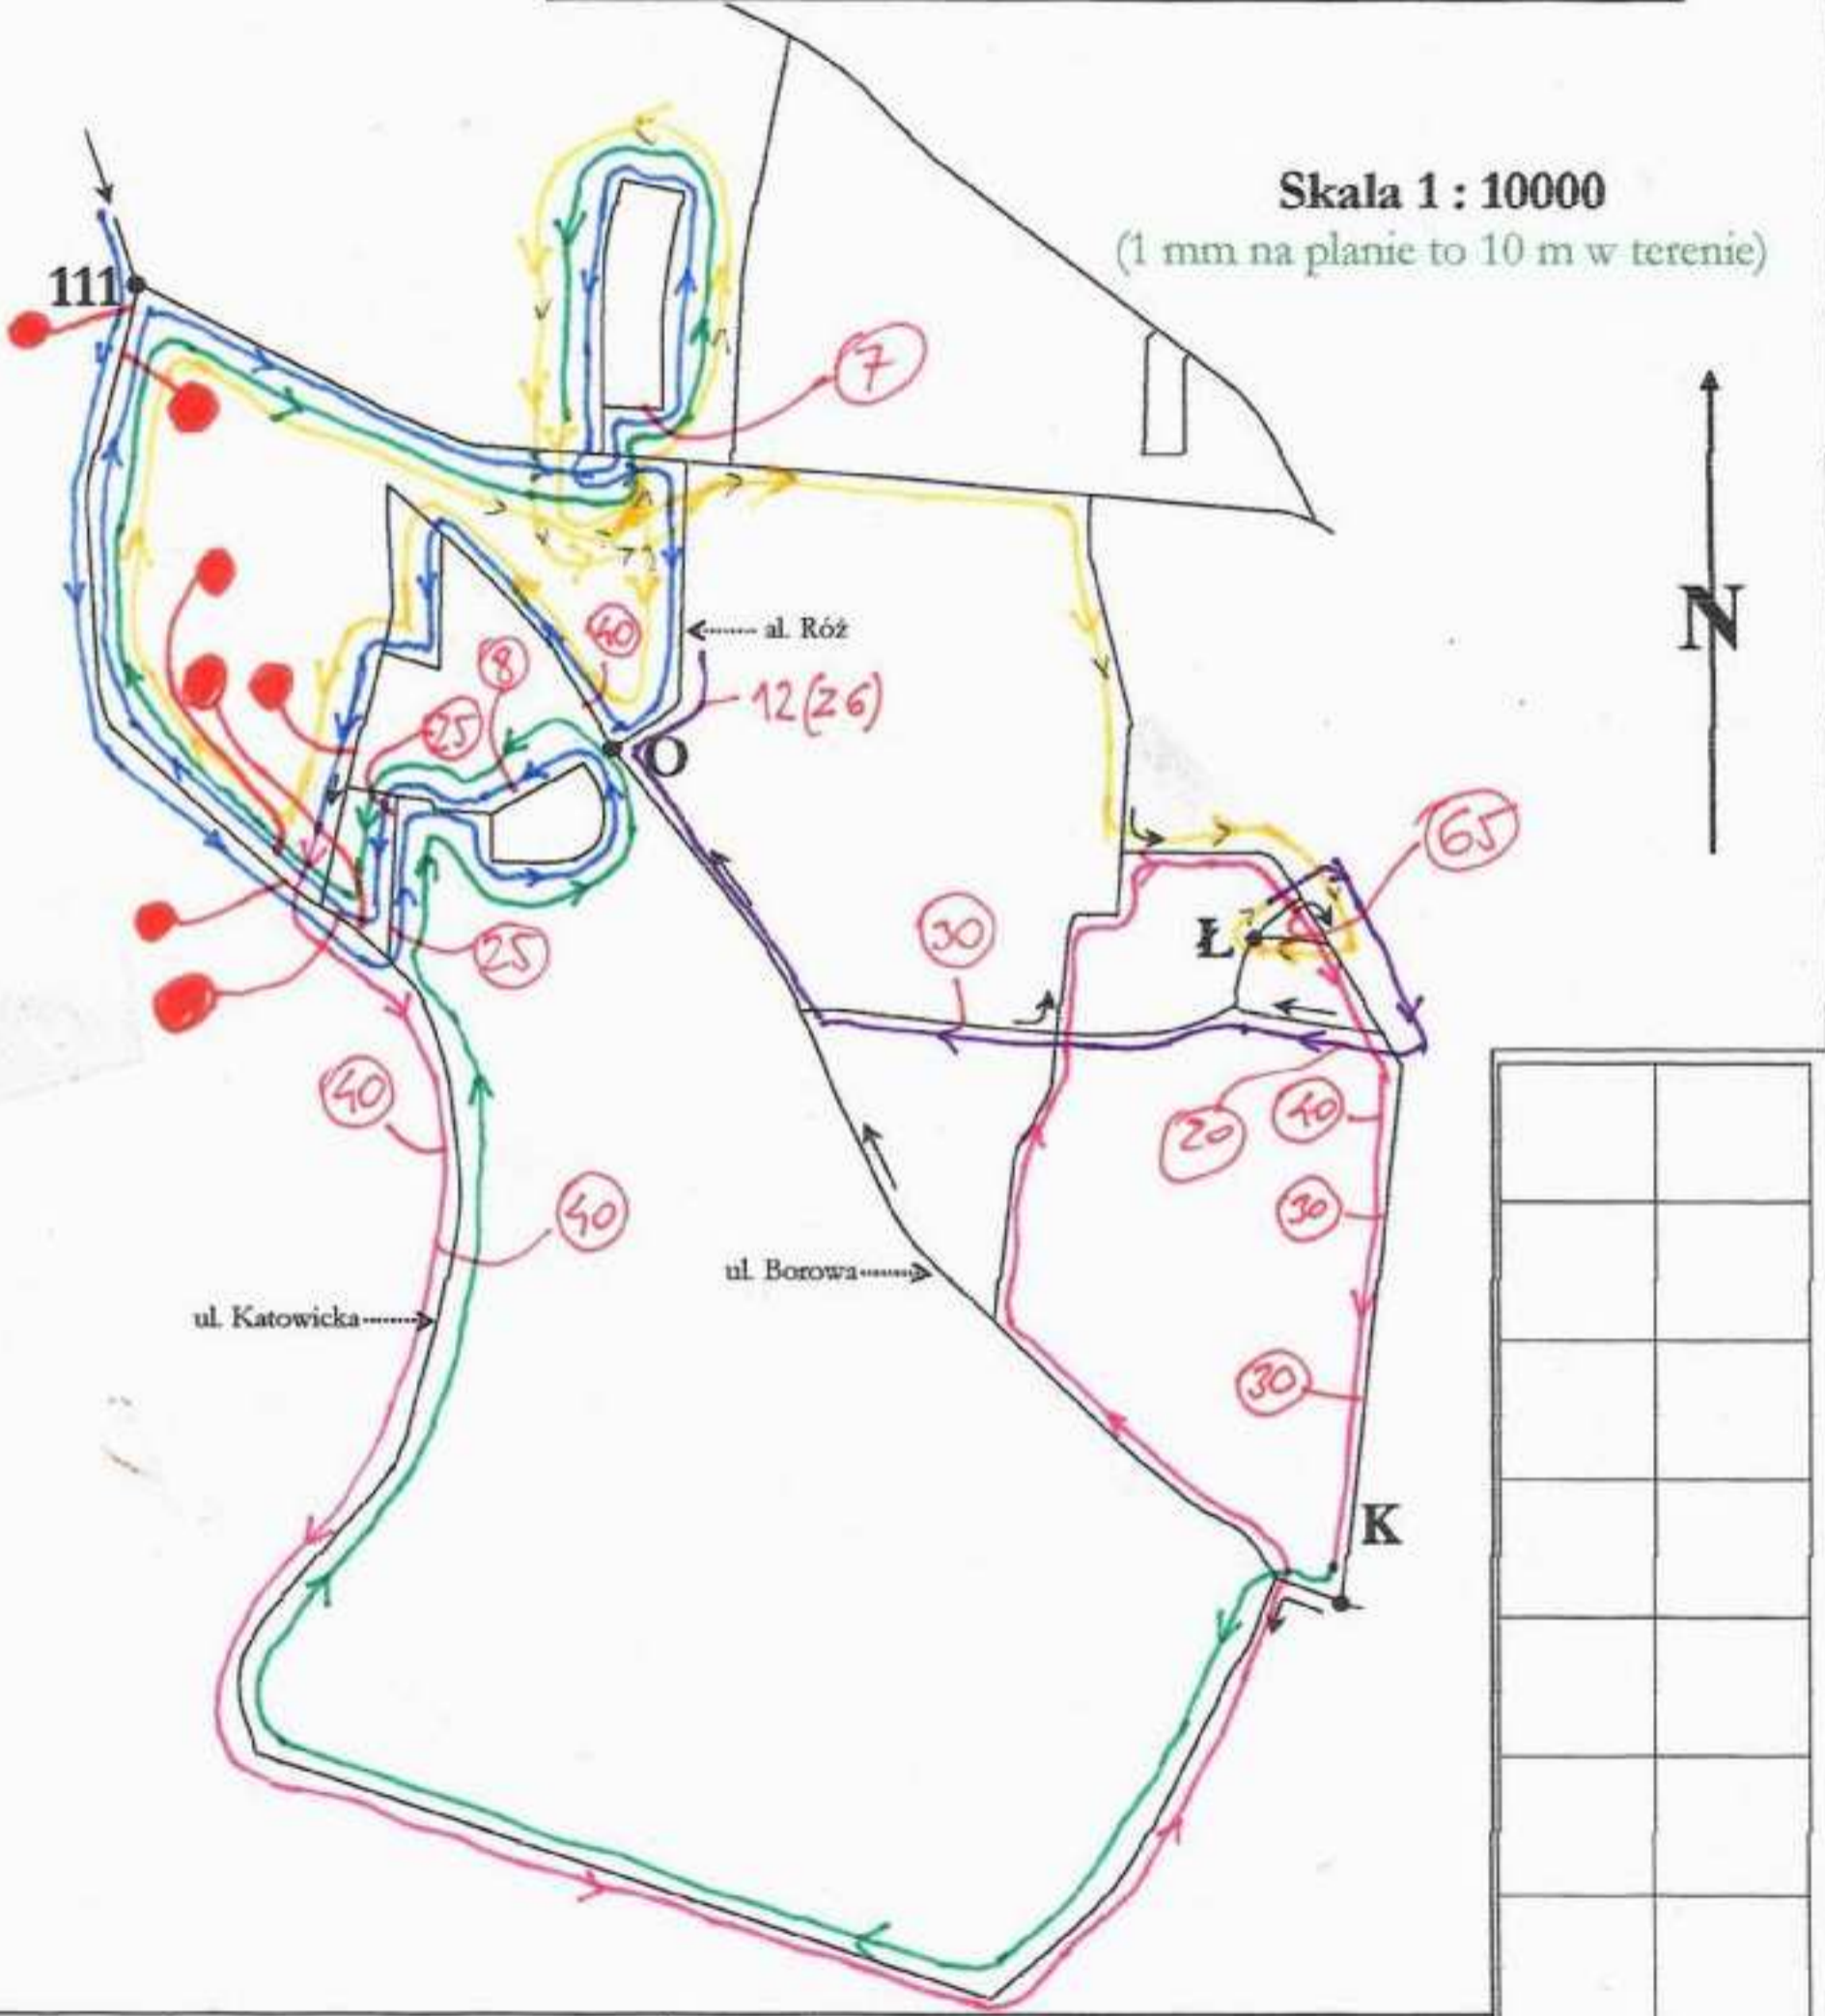 Skala 1 : 10000
(1 mm na planie to 10 m w terenie)
111
7
N
40
al. Róż
8
12(z6)
25
O
65
30
Ł
25
40
20
40
40
30
ul. Borowa
ul. Katowicka
30
K